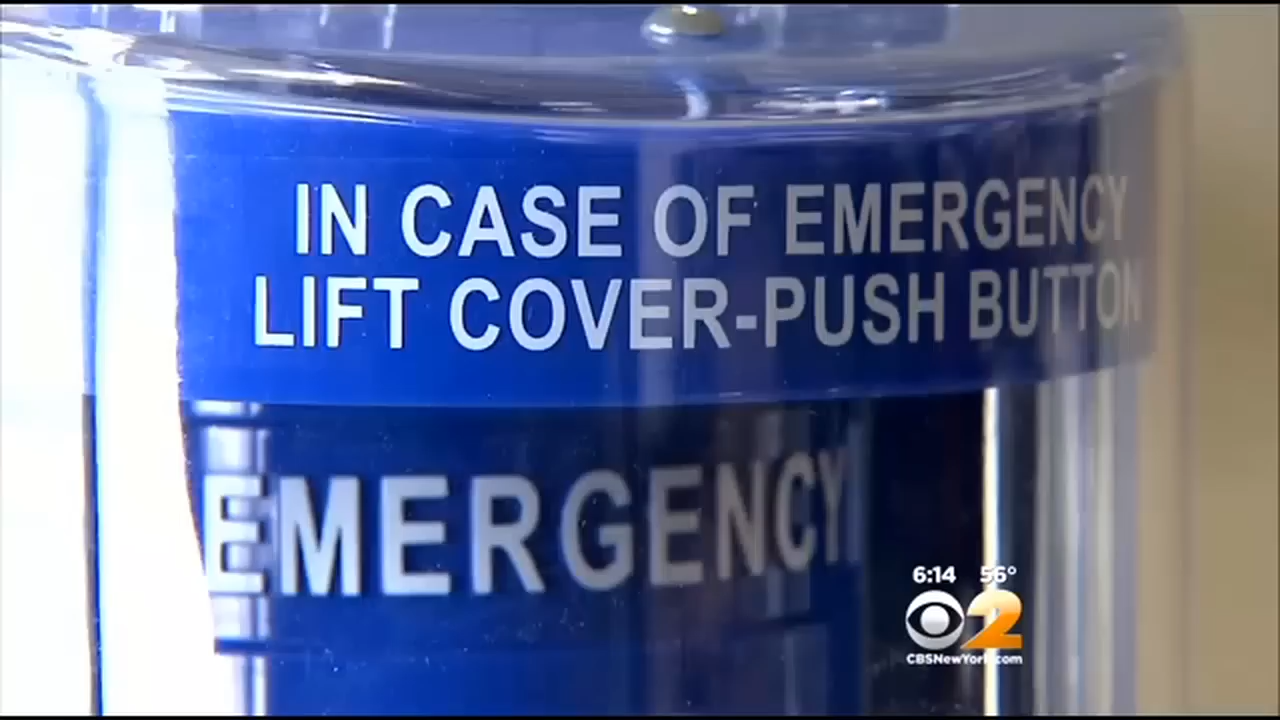 IN CASE OF EMERGENCY
LIFT COVER-PUSH BUTTON
EMERGENCY
6:14 56°
2
CBSNewYork.com